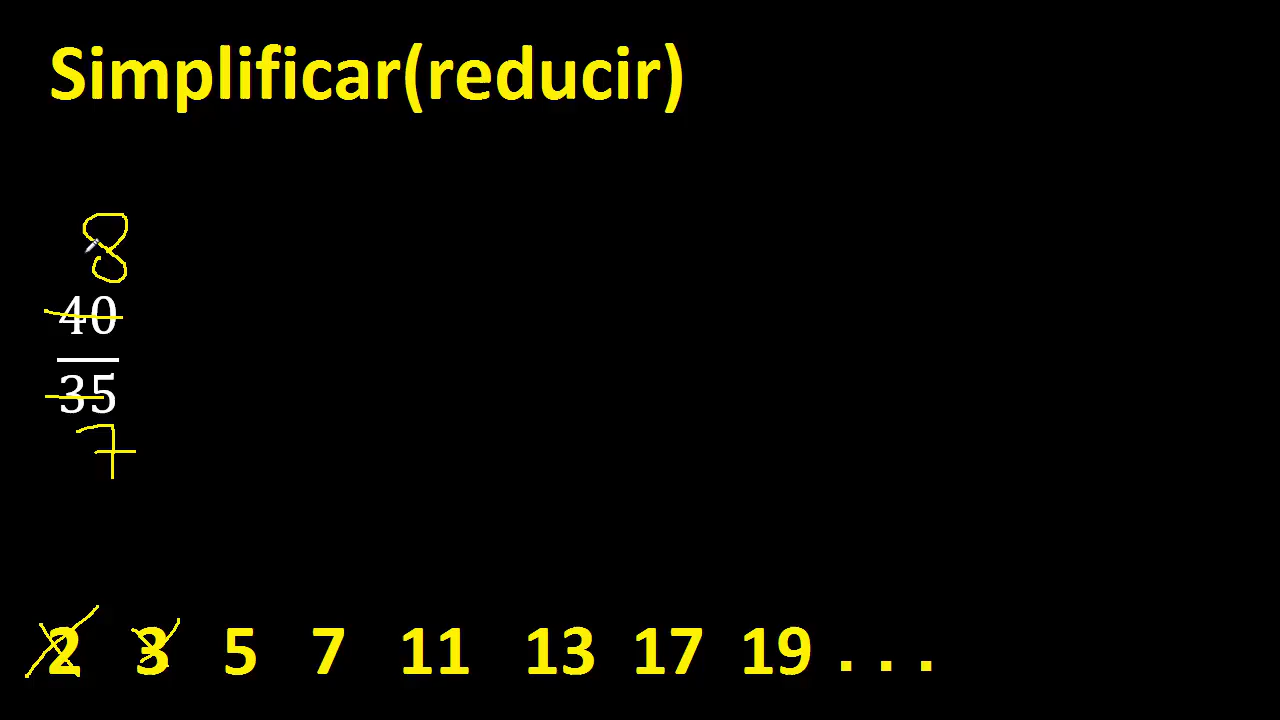 Simplificar(reducir)
8
40
35
7
2 3 5 7 11 13 17 19 . . .